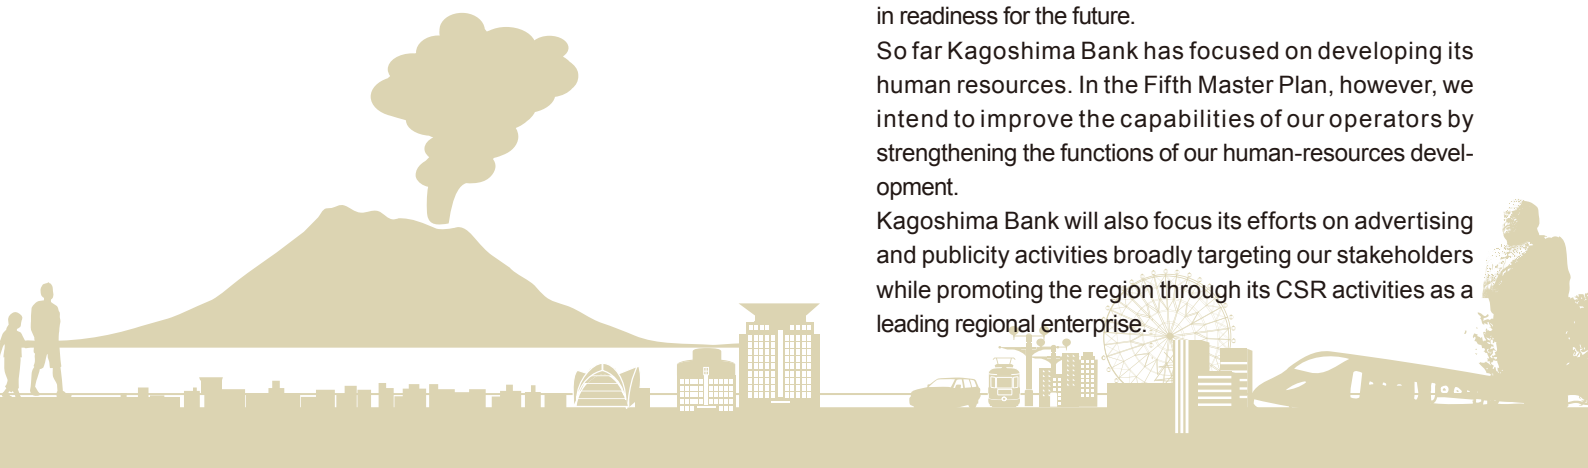 in readiness for the future.
So far Kagoshima Bank has focused on developing its
human resources. In the Fifth Master Plan, however, we
intend to improve the capabilities of our operators by
strengthening the functions of our human-resources devel-
opment.
Kagoshima Bank will also focus its efforts on advertising
and publicity activities broadly targeting our stakeholders
while promoting the region through its CSR activities as a
leading regional enterprise.